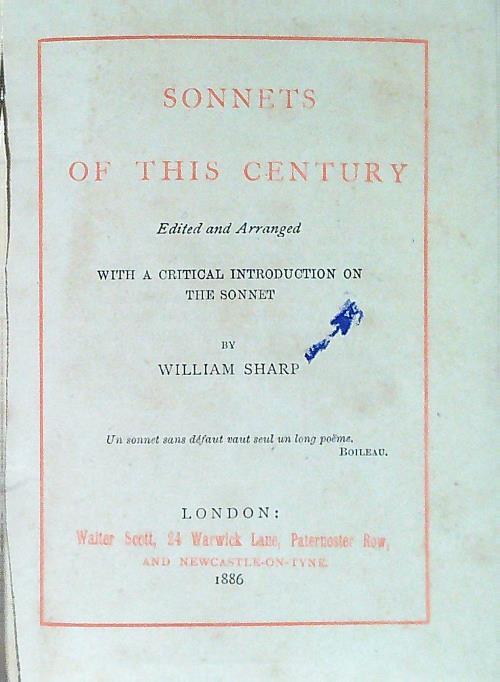 SONNETS
OF THIS CENTURY
Edited and Arranged
WITH A CRITICAL INTRODUCTION ON
THE SONNET
BY
WILLIAM SHARP
Un sonnet sans défaut vaut seul un long poëme.
BOILEAU.
LONDON:
Walter Scott, 24 Warwick Lane, Paternoster Row,
AND NEWCASTLE-ON-TYNE.
1886